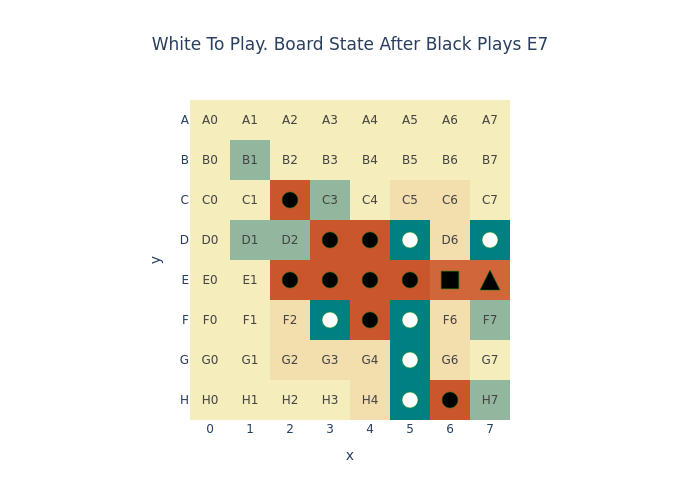 White To Play. Board State After Black Plays E7
A A0 A1 A2 A3 A4 A5 A6 A7
B B0 B1 B2 B3 B4 B5 B6 B7
C C0 C1 C3 C4 C5 C6 C7
D D0 D1 D2 D6
y
E E0 E1
F F0 F1 F2 F6 F7
G G0 G1 G2 G3 G4 G6 G7
H H0 H1 H2 H3 H4 H7
0 1 2 3 4 5 6 7
x